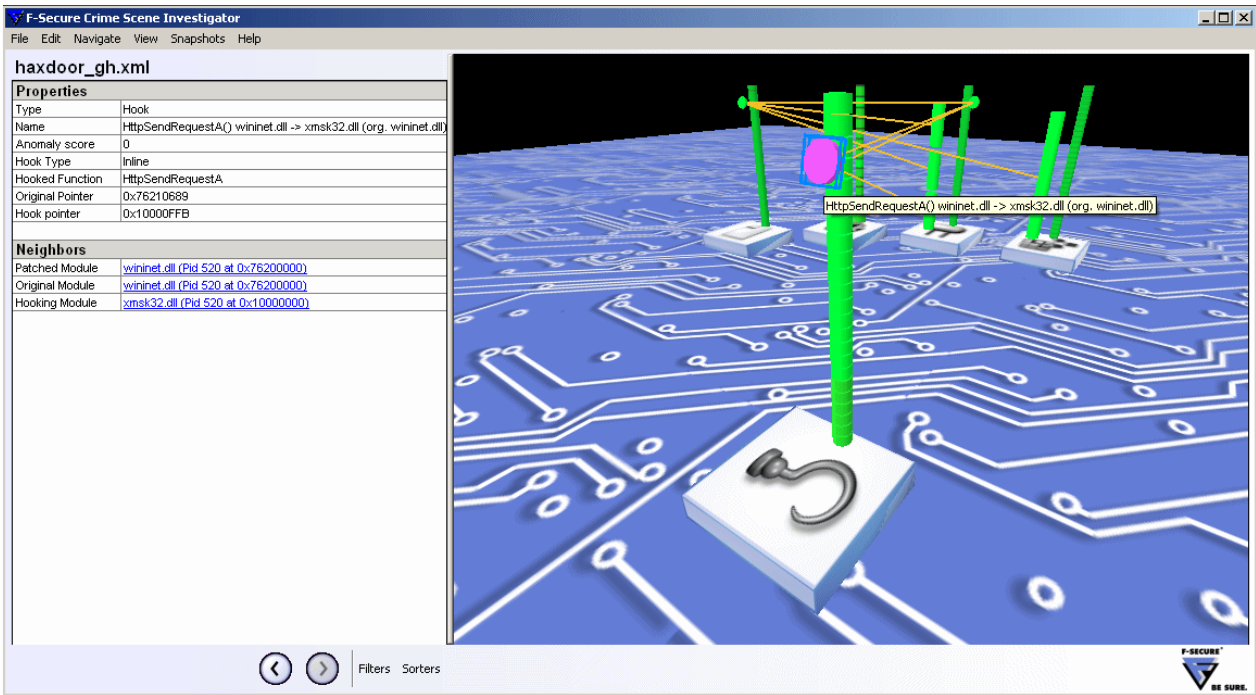 F-Secure Crime Scene Investigator
File Edit Navigate View Snapshots Help
haxdoor_gh.xml
Properties
Type Hook
Name HttpSendRequestA() wininet.dll -> xmsk32.dll (org. wininet.dll)
Anomaly score 0
Hook Type Inline
Hooked Function HttpSendRequestA
Original Pointer 0x76210689
Hook pointer 0x10000FFB
Neighbors
Patched Module wininet.dll (Pid 520 at 0x76200000)
Original Module wininet.dll (Pid 520 at 0x76200000)
Hooking Module xmsk32.dll (Pid 520 at 0x10000000)
HttpSendRequestA() wininet.dll -> xmsk32.dll (org. wininet.dll)
Filters Sorters
F-SECURE®
BE SURE.